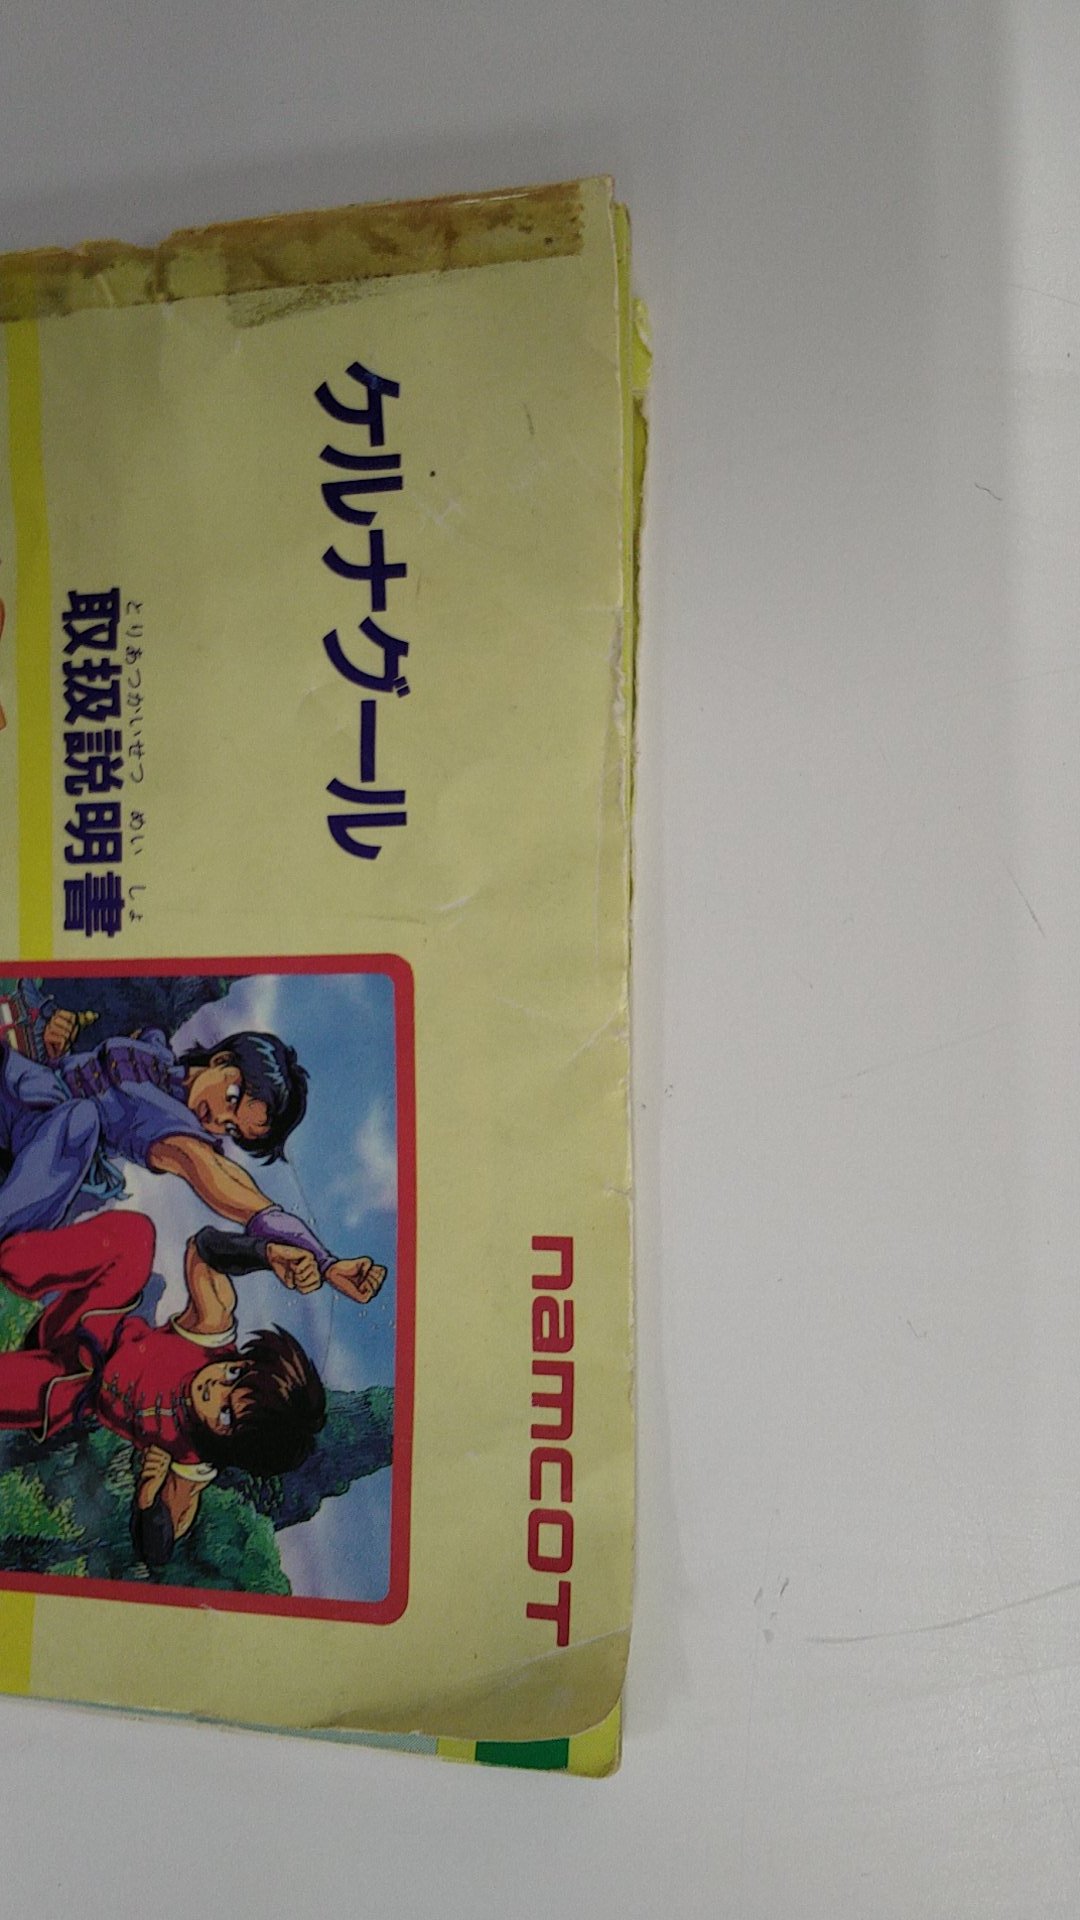 namcot
ケルナグール
とりあつかいせつめいしょ
取扱説明書